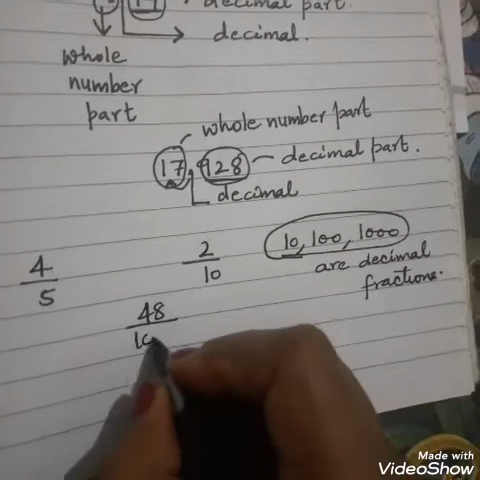 decimal part.
decimal.
whole
number
part
whole number part
17.928
decimal part.
decimal
4
5
2
10
10, 100, 1000
are decimal
fractions.
48
Made with
VideoShow